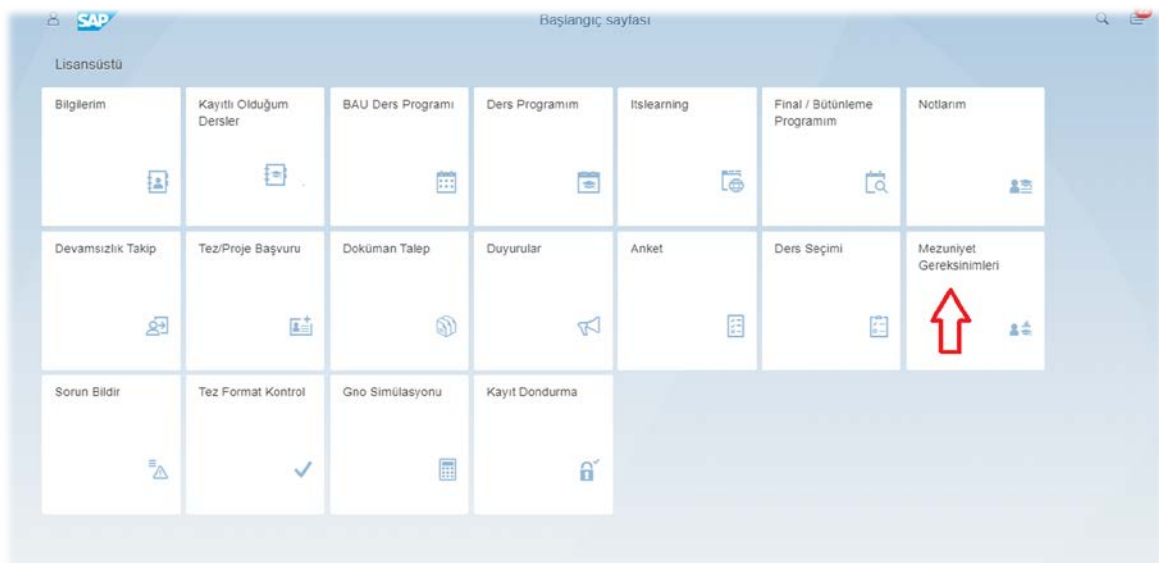 SAP Başlangıç sayfası
Lisansüstü
Bilgilerim
Kayıtlı Olduğum
Dersler
BAU Ders Programı
Ders Programım
Itslearning
Final / Bütünleme
Programım
Notlarım
Devamsızlık Takip
Tez/Proje Başvuru
Doküman Talep
Duyurular
Anket
Ders Seçimi
Mezuniyet
Gereksinimleri
Sorun Bildir
Tez Format Kontrol
Gno Simülasyonu
Kayıt Dondurma